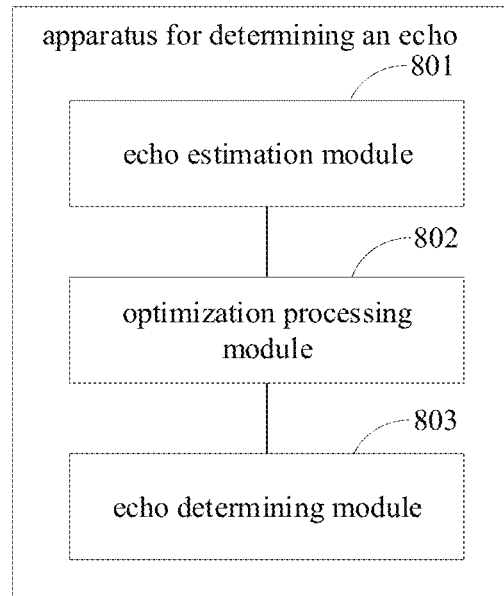 apparatus for determining an echo
801
echo estimation module
802
optimization processing
module
803
echo determining module